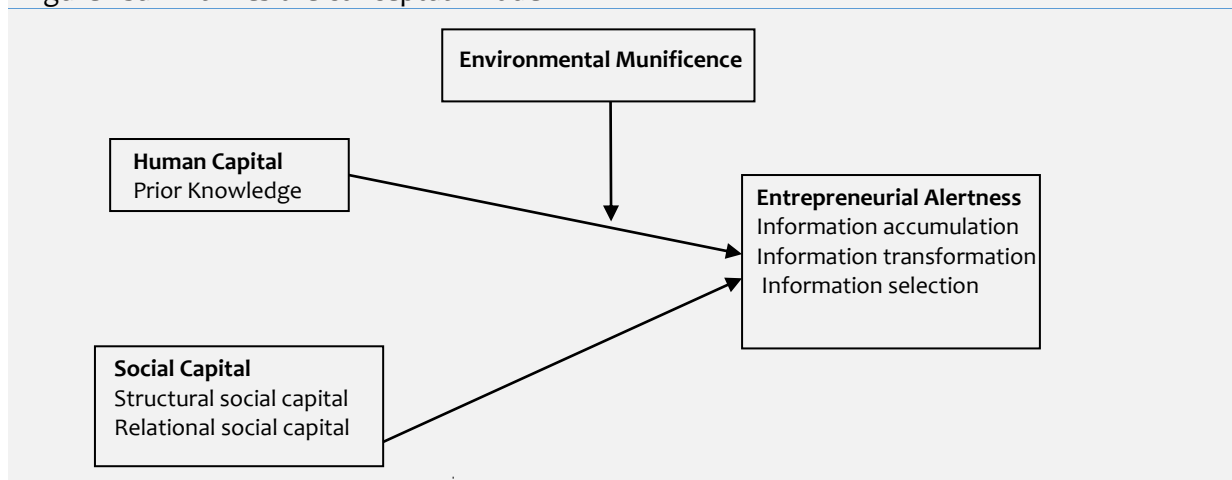 Environmental Munificence
Human Capital
Prior Knowledge
Entrepreneurial Alertness
Information accumulation
Information transformation
Information selection
Social Capital
Structural social capital
Relational social capital